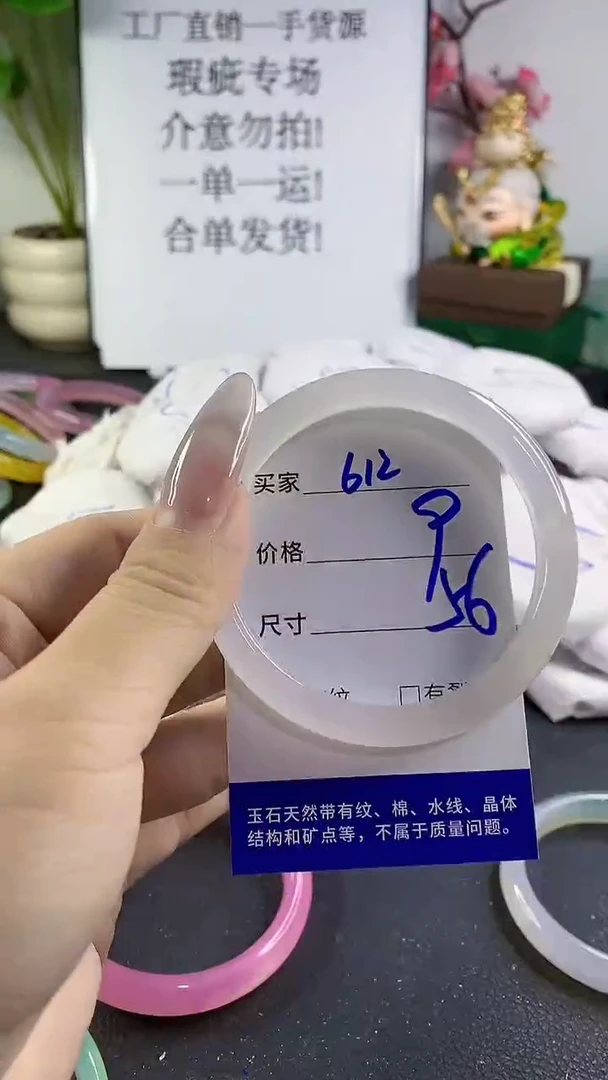 工厂直销一手货源
瑕疵专场
介意勿拍!
一单一运!
合单发货!
买家 612
价格
尺寸 56
纹 □有裂
玉石天然带有纹、棉、水线、晶体
结构和矿点等，不属于质量问题。